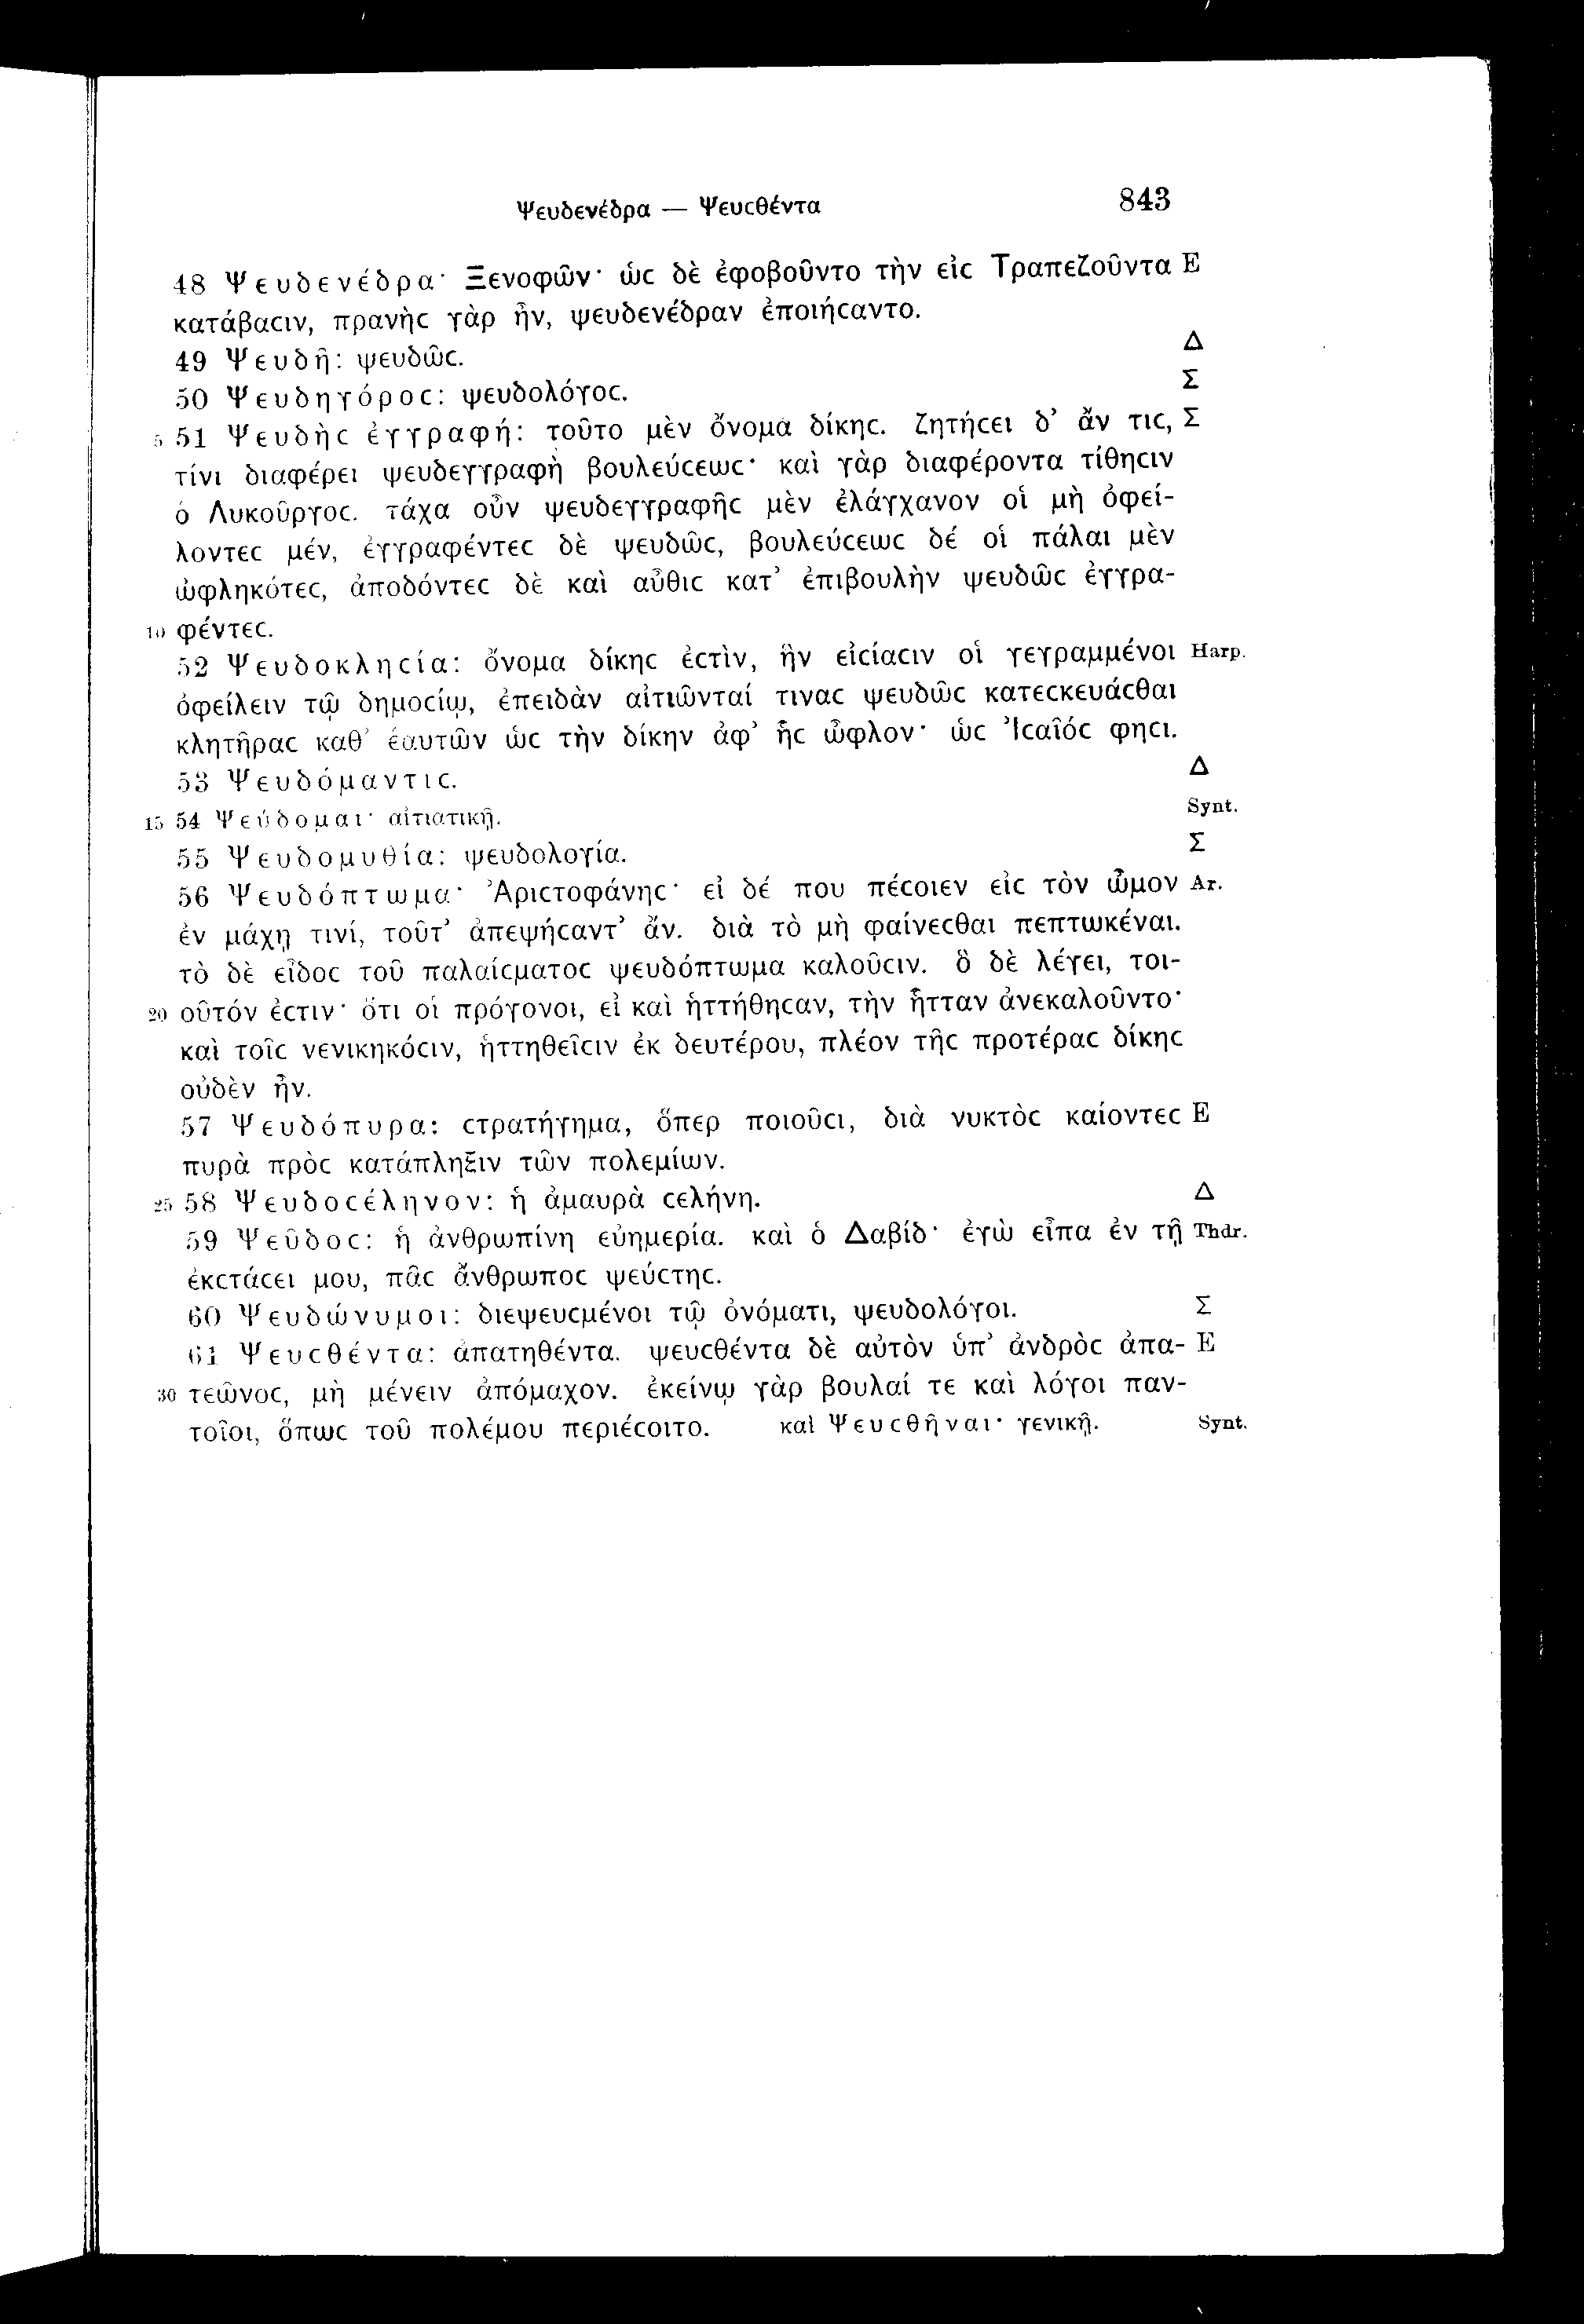 Ψευδενέδρα — Ψευϲθέντα 843
48 Ψευδενέδρα· Ξενοφῶν· ὡϲ δὲ ἐφοβοῦντο τὴν εἰϲ Τραπεζοῦντα Ε
κατάβαϲιν, πρανὴϲ γὰρ ἦν, ψευδενέδραν ἐποιήϲαντο.
49 Ψευδῆ: ψευδῶϲ. Δ
50 Ψευδηγόροϲ: ψευδολόγοϲ. Σ
5 51 Ψευδὴϲ ἐγγραφή: τοῦτο μὲν ὄνομα δίκηϲ. ζητήϲει δ’ ἄν τιϲ, Σ
τίνι διαφέρει ψευδεγγραφὴ βουλεύϲεωϲ· καὶ γὰρ διαφέροντα τίθηϲιν
ὁ Λυκοῦργοϲ. τάχα οὖν ψευδεγγραφῆϲ μὲν ἐλάγχανον οἱ μὴ ὀφεί-
λοντεϲ μέν, ἐγγραφέντεϲ δὲ ψευδῶϲ, βουλεύϲεωϲ δέ οἱ πάλαι μὲν
ὠφληκότεϲ, ἀποδόντεϲ δὲ καὶ αὖθιϲ κατ’ ἐπιβουλὴν ψευδῶϲ ἐγγρα-
10 φέντεϲ.
52 Ψευδοκληϲία: ὄνομα δίκηϲ ἐϲτὶν, ἣν εἰϲίαϲιν οἱ γεγραμμένοι Harp.
ὀφείλειν τῷ δημοϲίῳ, ἐπειδὰν αἰτιῶνταί τιναϲ ψευδῶϲ κατεϲκευάϲθαι
κλητῆραϲ καθ’ ἑαυτῶν ὡϲ τὴν δίκην ἀφ’ ἧϲ ὦφλον· ὡϲ Ἰϲαῖόϲ φηϲι.
53 Ψευδόμαντιϲ. Δ
15 54 Ψεύδομαι· αἰτιατικῇ. Synt.
55 Ψευδομυθία: ψευδολογία. Σ
56 Ψευδόπτωμα· Ἀριϲτοφάνηϲ· εἰ δέ που πέϲοιεν εἰϲ τὸν ὦμον Ar.
ἐν μάχῃ τινί, τοῦτ’ ἀπεψήϲαντ’ ἄν. διὰ τὸ μὴ φαίνεϲθαι πεπτωκέναι.
τὸ δὲ εἶδοϲ τοῦ παλαίϲματοϲ ψευδόπτωμα καλοῦϲιν. ὃ δὲ λέγει, τοι-
20 οῦτόν ἐϲτιν· ὅτι οἱ πρόγονοι, εἰ καὶ ἡττήθηϲαν, τὴν ἧτταν ἀνεκαλοῦντο·
καὶ τοῖϲ νενικηκόϲιν, ἡττηθεῖϲιν ἐκ δευτέρου, πλέον τῆϲ προτέραϲ δίκηϲ
οὐδὲν ἦν.
57 Ψευδόπυρα: ϲτρατήγημα, ὅπερ ποιοῦϲι, διὰ νυκτὸϲ καίοντεϲ Ε
πυρὰ πρὸϲ κατάπληξιν τῶν πολεμίων.
25 58 Ψευδοϲέληνον: ἡ ἀμαυρὰ ϲελήνη. Δ
59 Ψεῦδοϲ: ἡ ἀνθρωπίνη εὐημερία. καὶ ὁ Δαβίδ· ἐγὼ εἶπα ἐν τῇ Thdr.
ἐκϲτάϲει μου, πᾶϲ ἄνθρωποϲ ψεύϲτηϲ.
60 Ψευδώνυμοι: διεψευϲμένοι τῷ ὀνόματι, ψευδολόγοι. Σ
61 Ψευϲθέντα: ἀπατηθέντα. ψευϲθέντα δὲ αὐτὸν ὑπ’ ἀνδρὸϲ ἀπα- Ε
30 τεῶνοϲ, μὴ μένειν ἀπόμαχον. ἐκείνῳ γὰρ βουλαί τε καὶ λόγοι παν-
τοῖοι, ὅπωϲ τοῦ πολέμου περιέϲοιτο. καὶ Ψευϲθῆναι· γενικῇ. Synt.